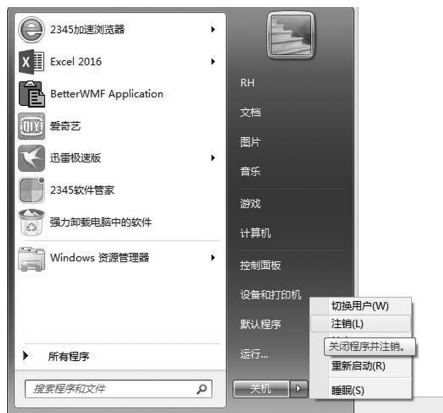 2345加速浏览器
Excel 2016
BetterWMF Application
爱奇艺
迅雷极速版
2345软件管家
强力卸载电脑中的软件
Windows 资源管理器
所有程序
搜索程序和文件
RH
文档
图片
音乐
游戏
计算机
控制面板
设备和打印机
默认程序
运行...
关机
切换用户(W)
注销(L)
关闭程序并注销。
重新启动(R)
睡眠(S)